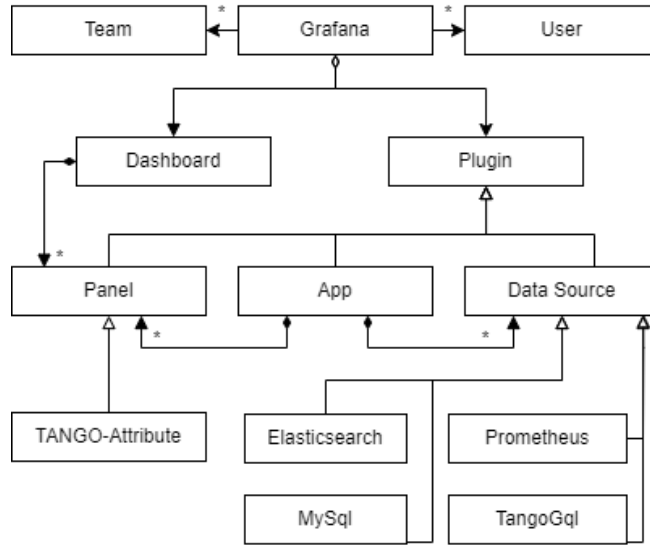 Team
*
Grafana
*
User
Dashboard
Plugin
*
Panel
App
Data Source
*
*
TANGO-Attribute
Elasticsearch
Prometheus
MySql
TangoGql